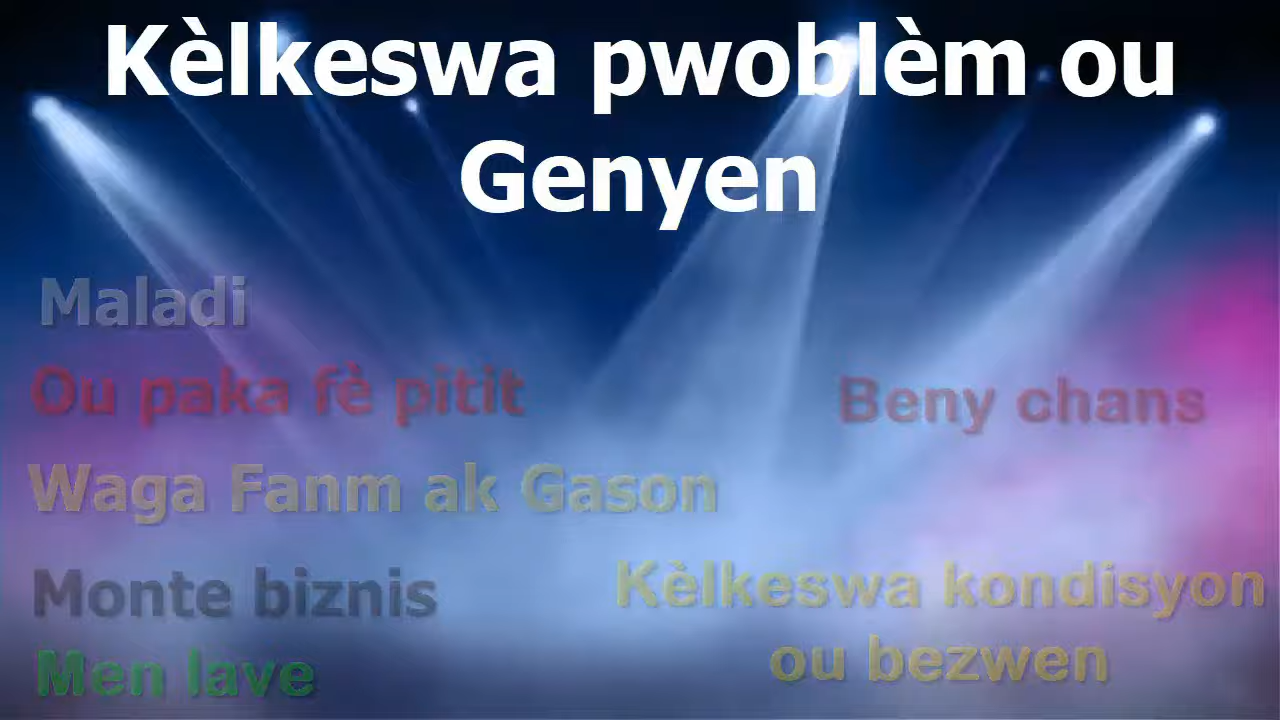 Kèlkeswa pwoblèm ou
Genyen
Maladi
Ou paka fè pitit
Beny chans
Waga Fanm ak Gason
Monte biznis
Kèlkeswa kondisyon
ou bezwen
Men lave